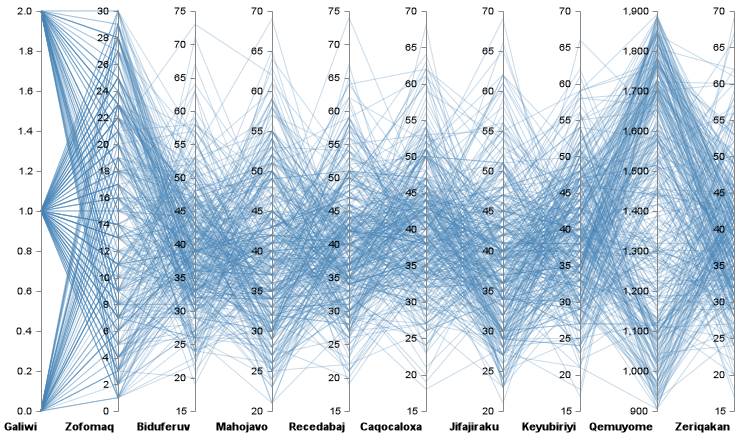 2.0 30 75 70 75 70 70 70 1,900 70
28 70 65 70 65 65 65 1,800 65
1.8 26 65 60 65 60 60 60 60
1.6 24 60 55 60 55 55 55 1,700 55
22 55 50 55 50 50 50 1,600 50
1.4 20 50 45 50 45 45 45 1,500 45
1.2 18 45 40 45 40 40 40 1,400 40
16
1.0 14 40 35 40 35 35 35 1,300 35
0.8 12 35 30 35 30 30 30 1,200 30
10
0.6 8 30 25 30 25 25 25 1,100 25
0.4 6 25 25 20
4
0.2 2 20 20 20 20 15 1,000 15
0.0 0 15 20 15 15 20 900
Galiwi Zofomaq Biduferuv Mahojavo Recedabaj Caqocaloxa Jifajiraku Keyubiriyi Qemuyome Zeriqakan